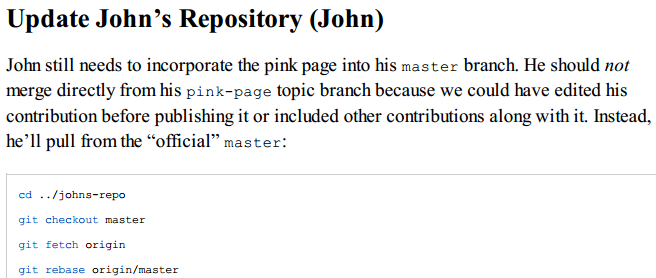 Update John’s Repository (John)
John still needs to incorporate the pink page into his master branch. He should not
merge directly from his pink-page topic branch because we could have edited his
contribution before publishing it or included other contributions along with it. Instead,
he’ll pull from the “official” master:
cd ../johns-repo
git checkout master
git fetch origin
git rebase origin/master